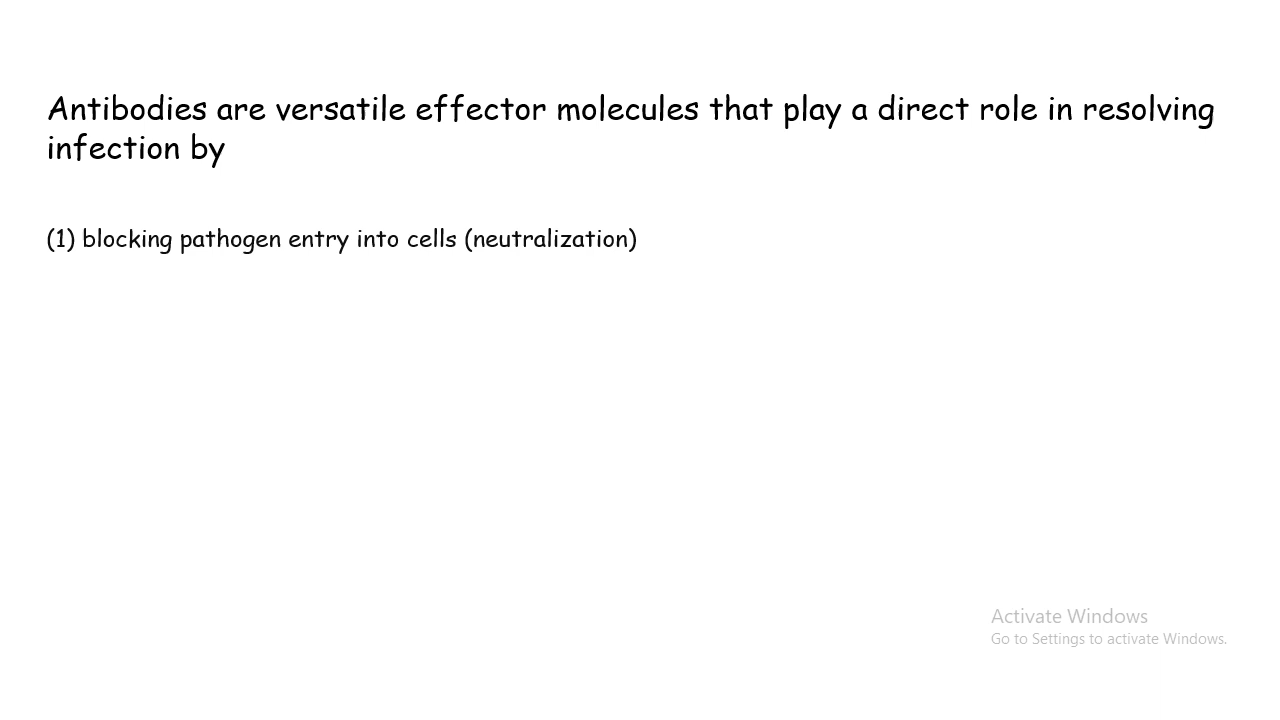 Antibodies are versatile effector molecules that play a direct role in resolving
infection by
(1) blocking pathogen entry into cells (neutralization)
Activate Windows
Go to Settings to activate Windows.